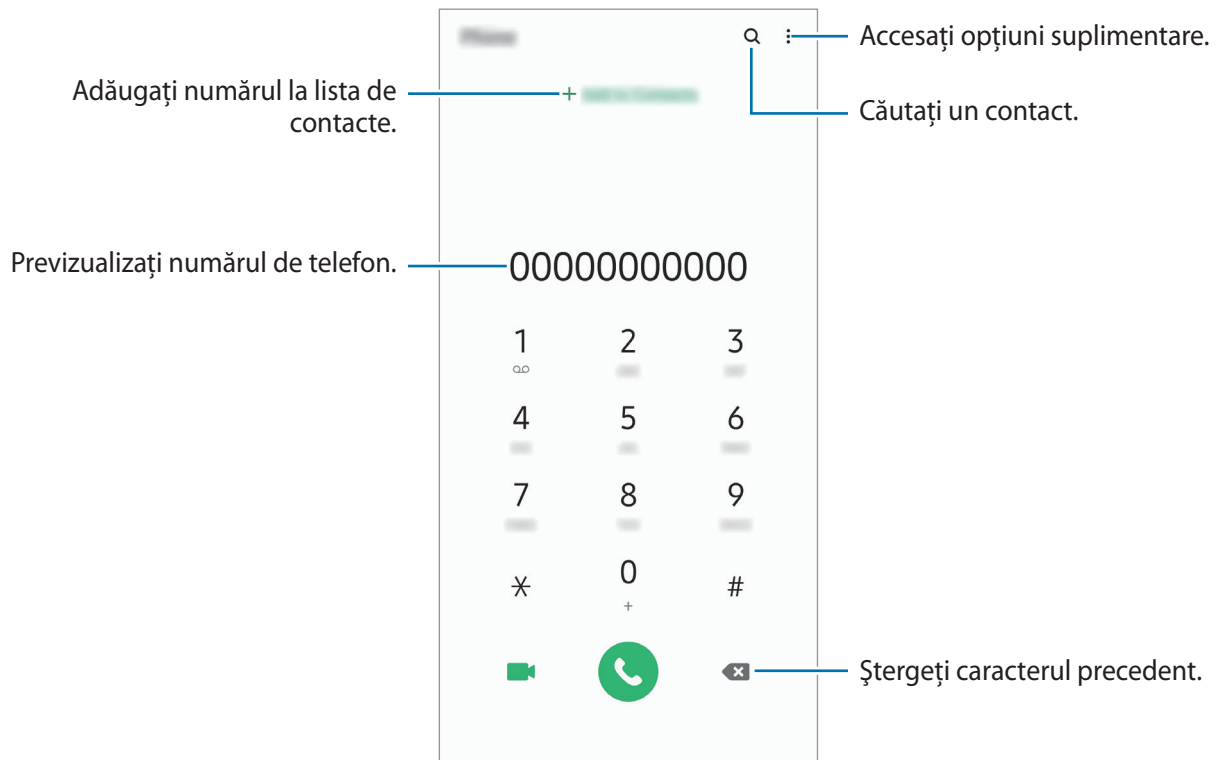 Accesați opțiuni suplimentare.
Adăugați numărul la lista de
contacte.
+
Căutați un contact.
Previzualizați numărul de telefon.
00000000000
1 2 3
4 5 6
7 8 9
* 0 #
+
Ștergeți caracterul precedent.